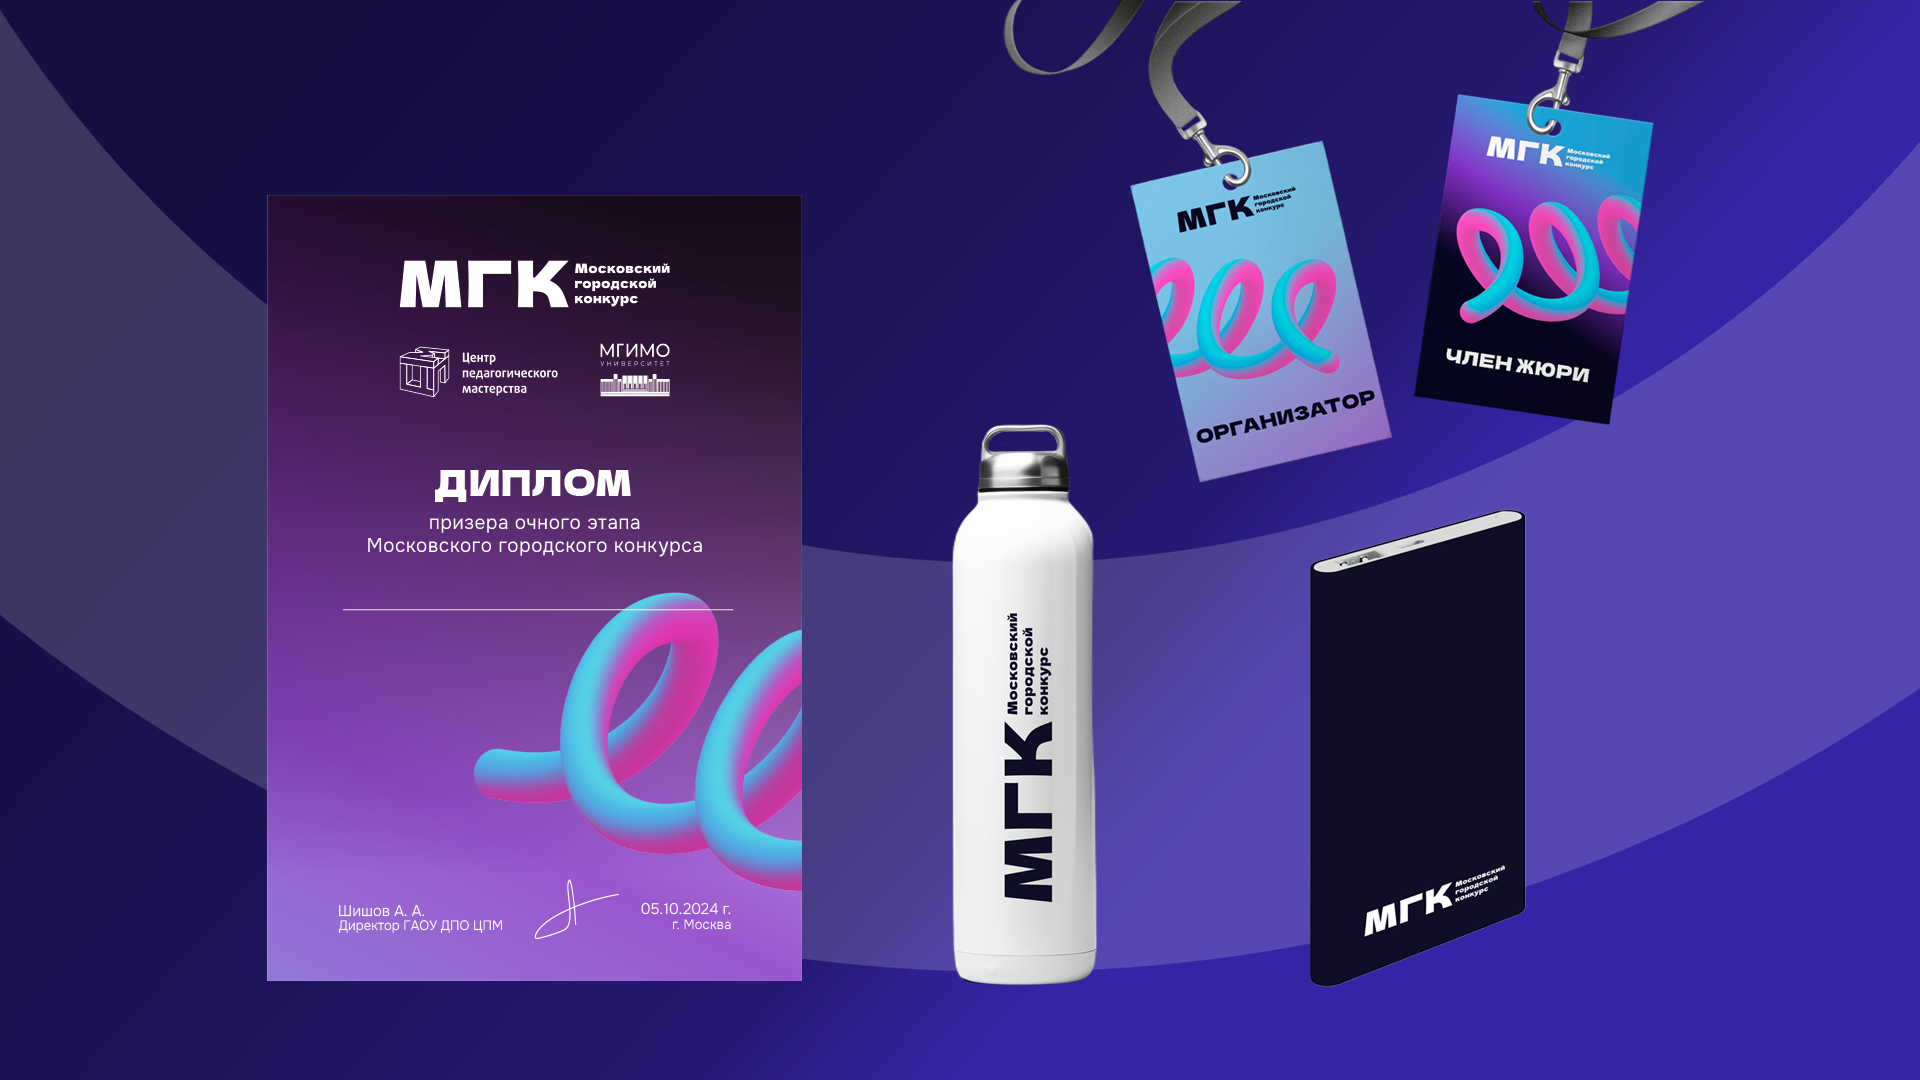 МГК
Московский
городской
конкурс
Центр
педагогического
мастерства
МГИМО
УНИВЕРСИТЕТ
ДИПЛОМ
призера очного этапа
Московского городского конкурса
Шишов А. А.
Директор ГАОУ ДПО ЦПМ
05.10.2024 г.
г. Москва
МГК
Московский
городской
конкурс
ОРГАНИЗАТОР
МГК
Московский
городской
конкурс
ЧЛЕН ЖЮРИ
МГК
Московский
городской
конкурс
МГК
Московский
городской
конкурс